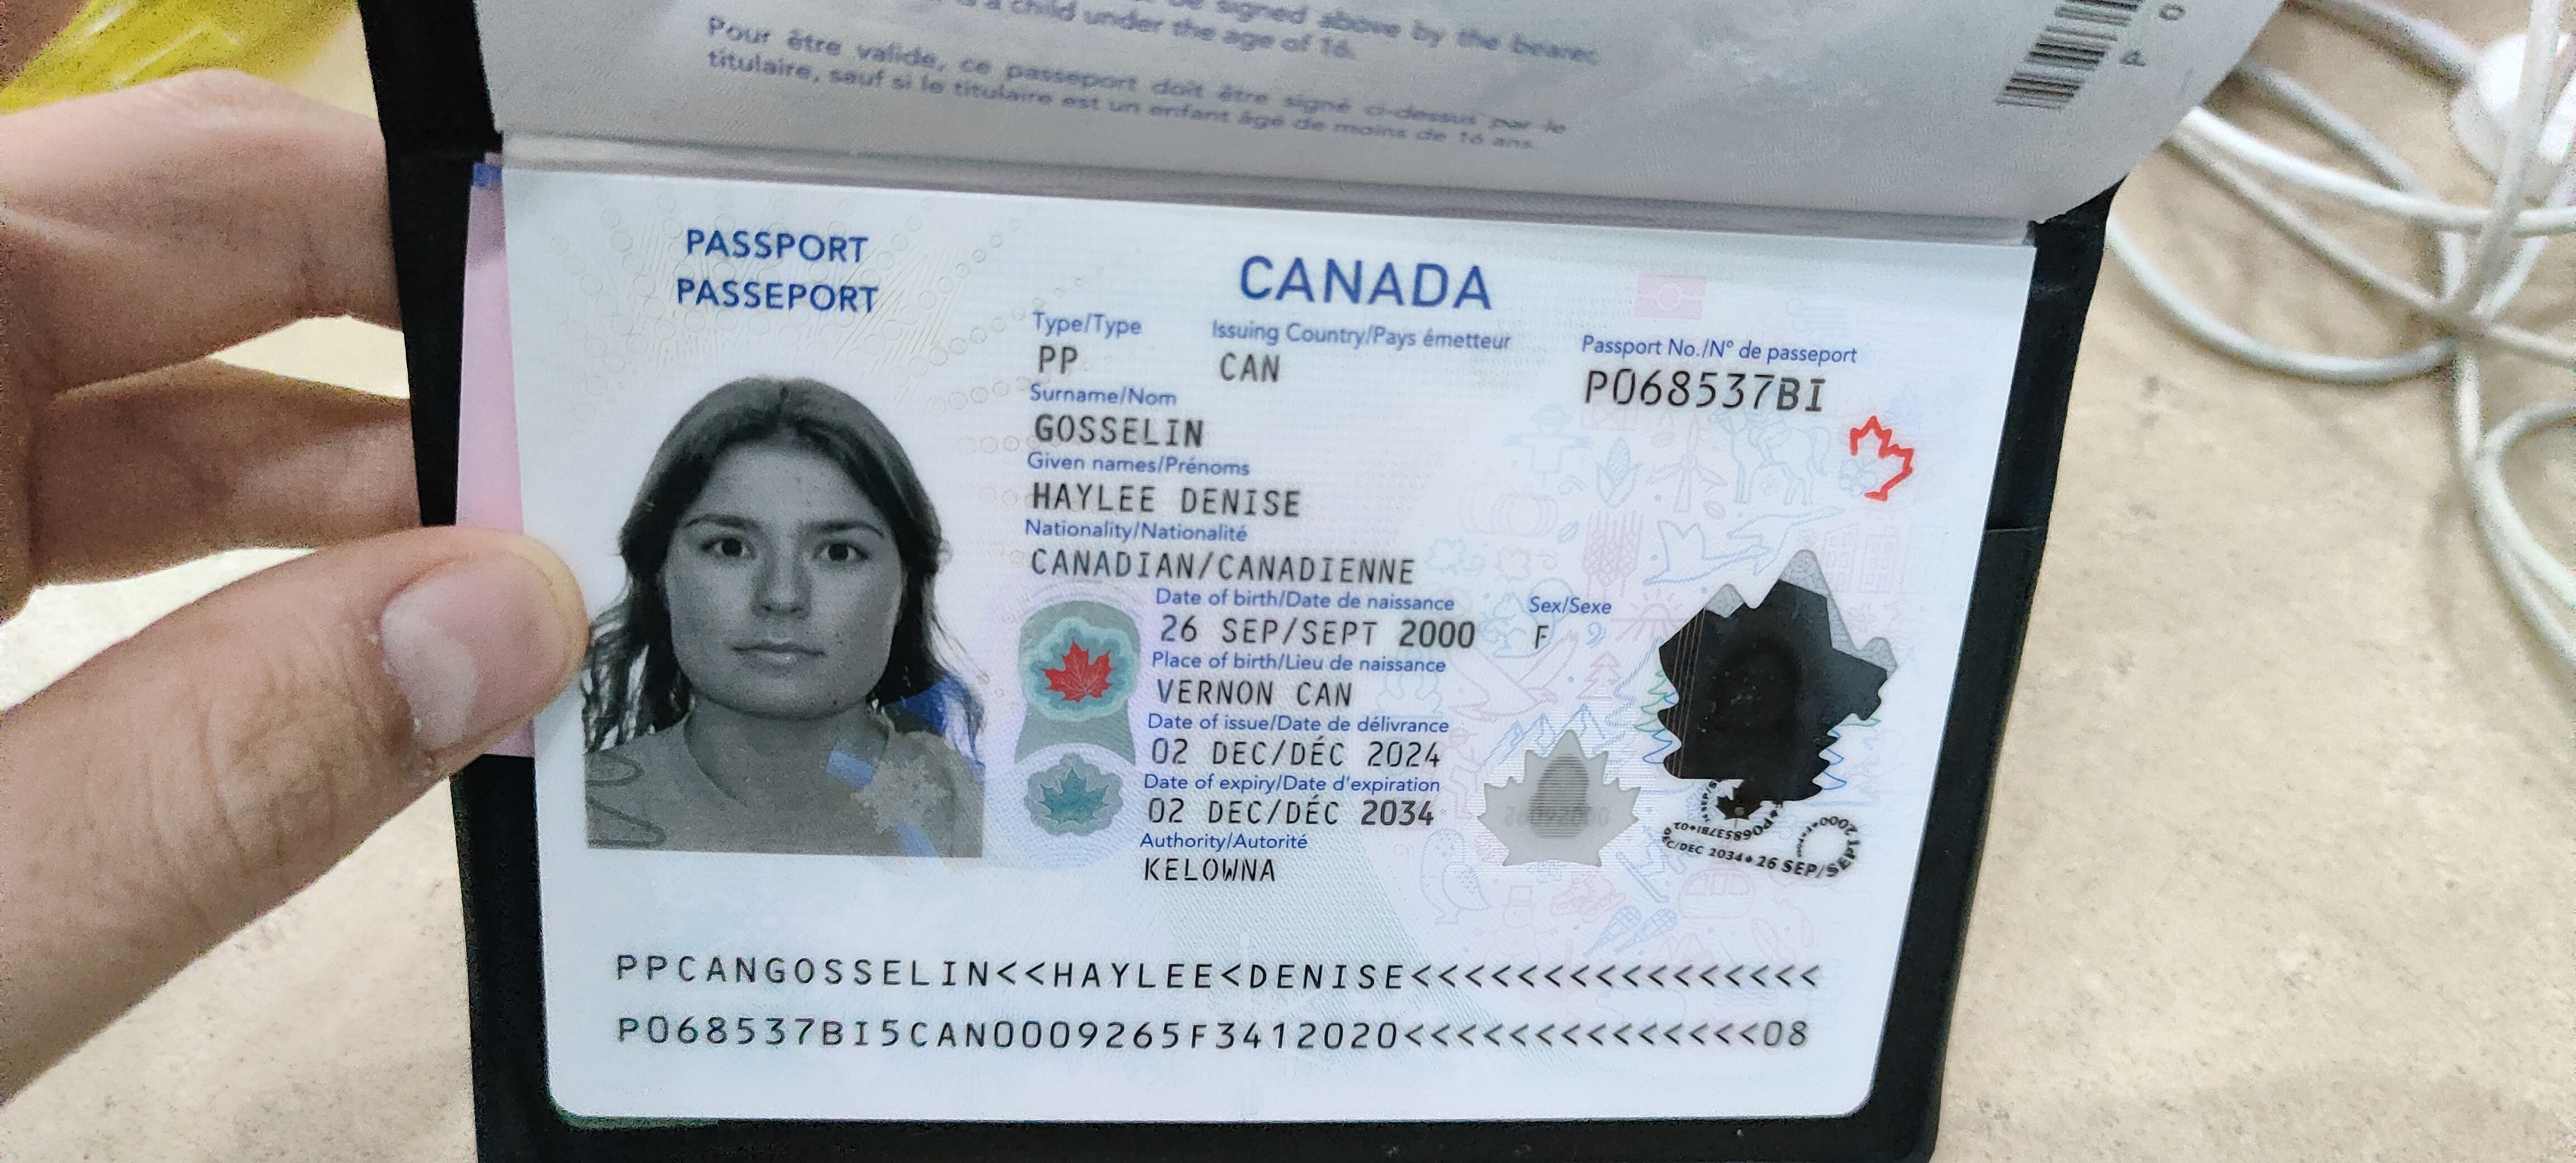 be signed above by the bearer,
is a child under the age of 16.
Pour être valide, ce passeport doit être signé ci-dessus par le
titulaire, sauf si le titulaire est un enfant âgé de moins de 16 ans.
PASSPORT
PASSEPORT
CANADA
Type/Type Issuing Country/Pays émetteur Passport No./N° de passeport
PP CAN P068537BI
Surname/Nom
GOSSELIN
Given names/Prénoms
HAYLEE DENISE
Nationality/Nationalité
CANADIAN/CANADIENNE
Date of birth/Date de naissance Sex/Sexe
26 SEP/SEPT 2000 F
Place of birth/Lieu de naissance
VERNON CAN
Date of issue/Date de délivrance
02 DEC/DÉC 2024
Date of expiry/Date d'expiration
02 DEC/DÉC 2034
Authority/Autorité
KELOWNA
DEC 2034 26 SEP/SEPT 2000
PPCANGOSSELIN<<HAYLEE<DENISE<<<<<<<<<<<<<<<<
P068537BI5CAN0009265F3412020<<<<<<<<<<<<<<08